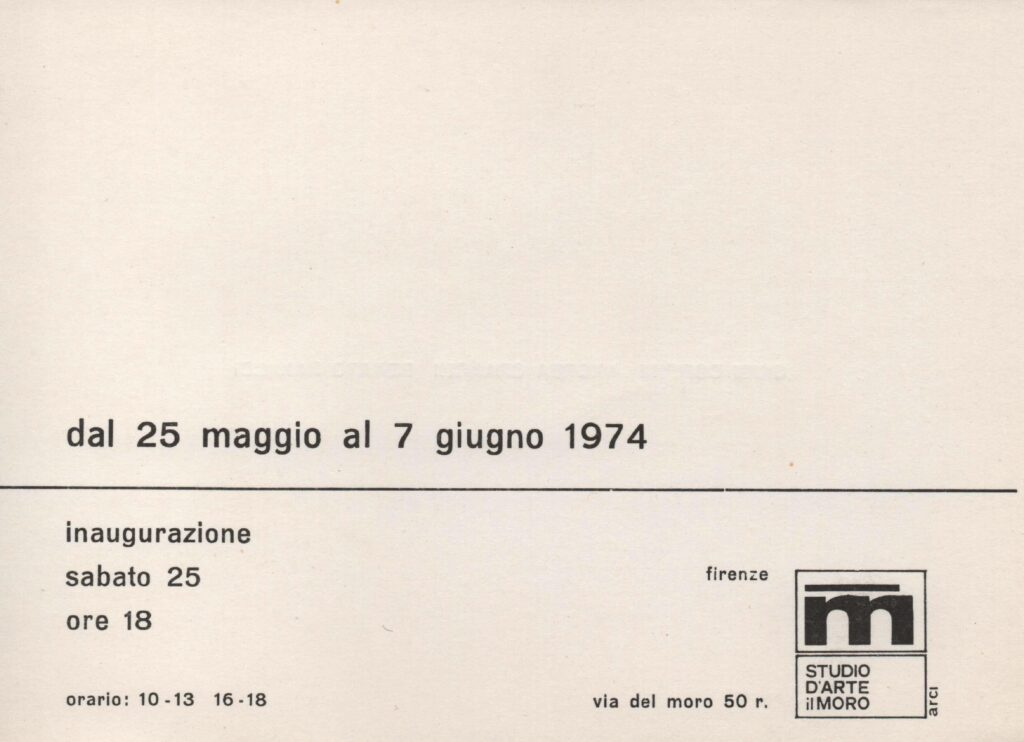 dal 25 maggio al 7 giugno 1974
inaugurazione
sabato 25
ore 18
orario: 10-13 16-18
firenze
via del moro 50 r.
m
STUDIO
D'ARTE
ilMORO
arci